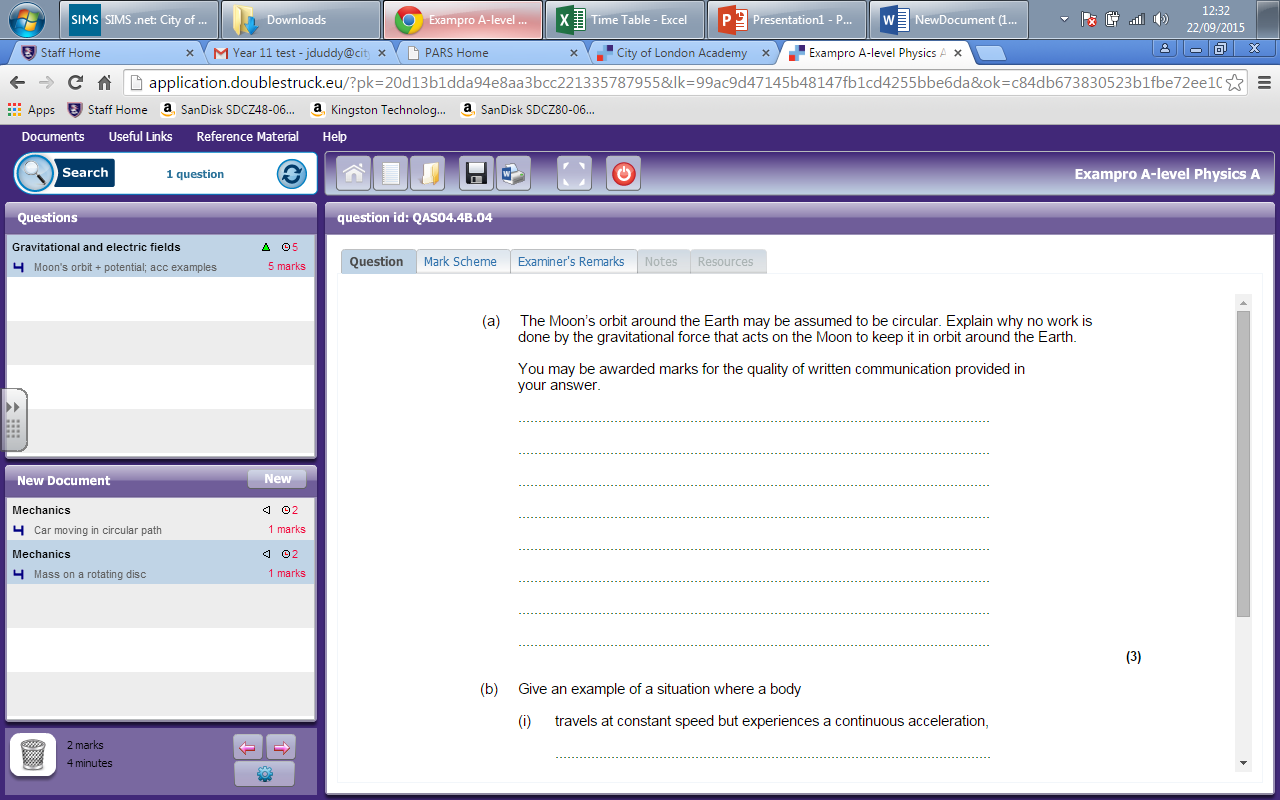 SIMS .net: City of ...
Downloads
Exampro A-level ...
Time Table - Excel
Presentation1 - P...
NewDocument (1...
12:32
22/09/2015
Staff Home
Year 11 test - jduddy@cit
PARS Home
City of London Academy
Exampro A-level Physics A
application.doublestruck.eu/?pk=20d13b1dda94e8aa3bcc221335787955&lk=99ac9d47145b48147fb1cd4255bbe6da&ok=c84db673830523b1fbe72ee10
Apps
Staff Home
SanDisk SDCZ48-06...
Kingston Technolog...
SanDisk SDCZ80-06...
Documents
Useful Links
Reference Material
Help
Search
1 question
Exampro A-level Physics A
Questions
Gravitational and electric fields
5
4 Moon's orbit + potential; acc examples
5 marks
New Document
New
Mechanics
2
4 Car moving in circular path
1 marks
Mechanics
2
4 Mass on a rotating disc
1 marks
2 marks
4 minutes
question id: QAS04.4B.04
Question
Mark Scheme
Examiner's Remarks
Notes
Resources
(a) The Moon's orbit around the Earth may be assumed to be circular. Explain why no work is
done by the gravitational force that acts on the Moon to keep it in orbit around the Earth.
You may be awarded marks for the quality of written communication provided in
your answer.
(3)
(b) Give an example of a situation where a body
(i) travels at constant speed but experiences a continuous acceleration,